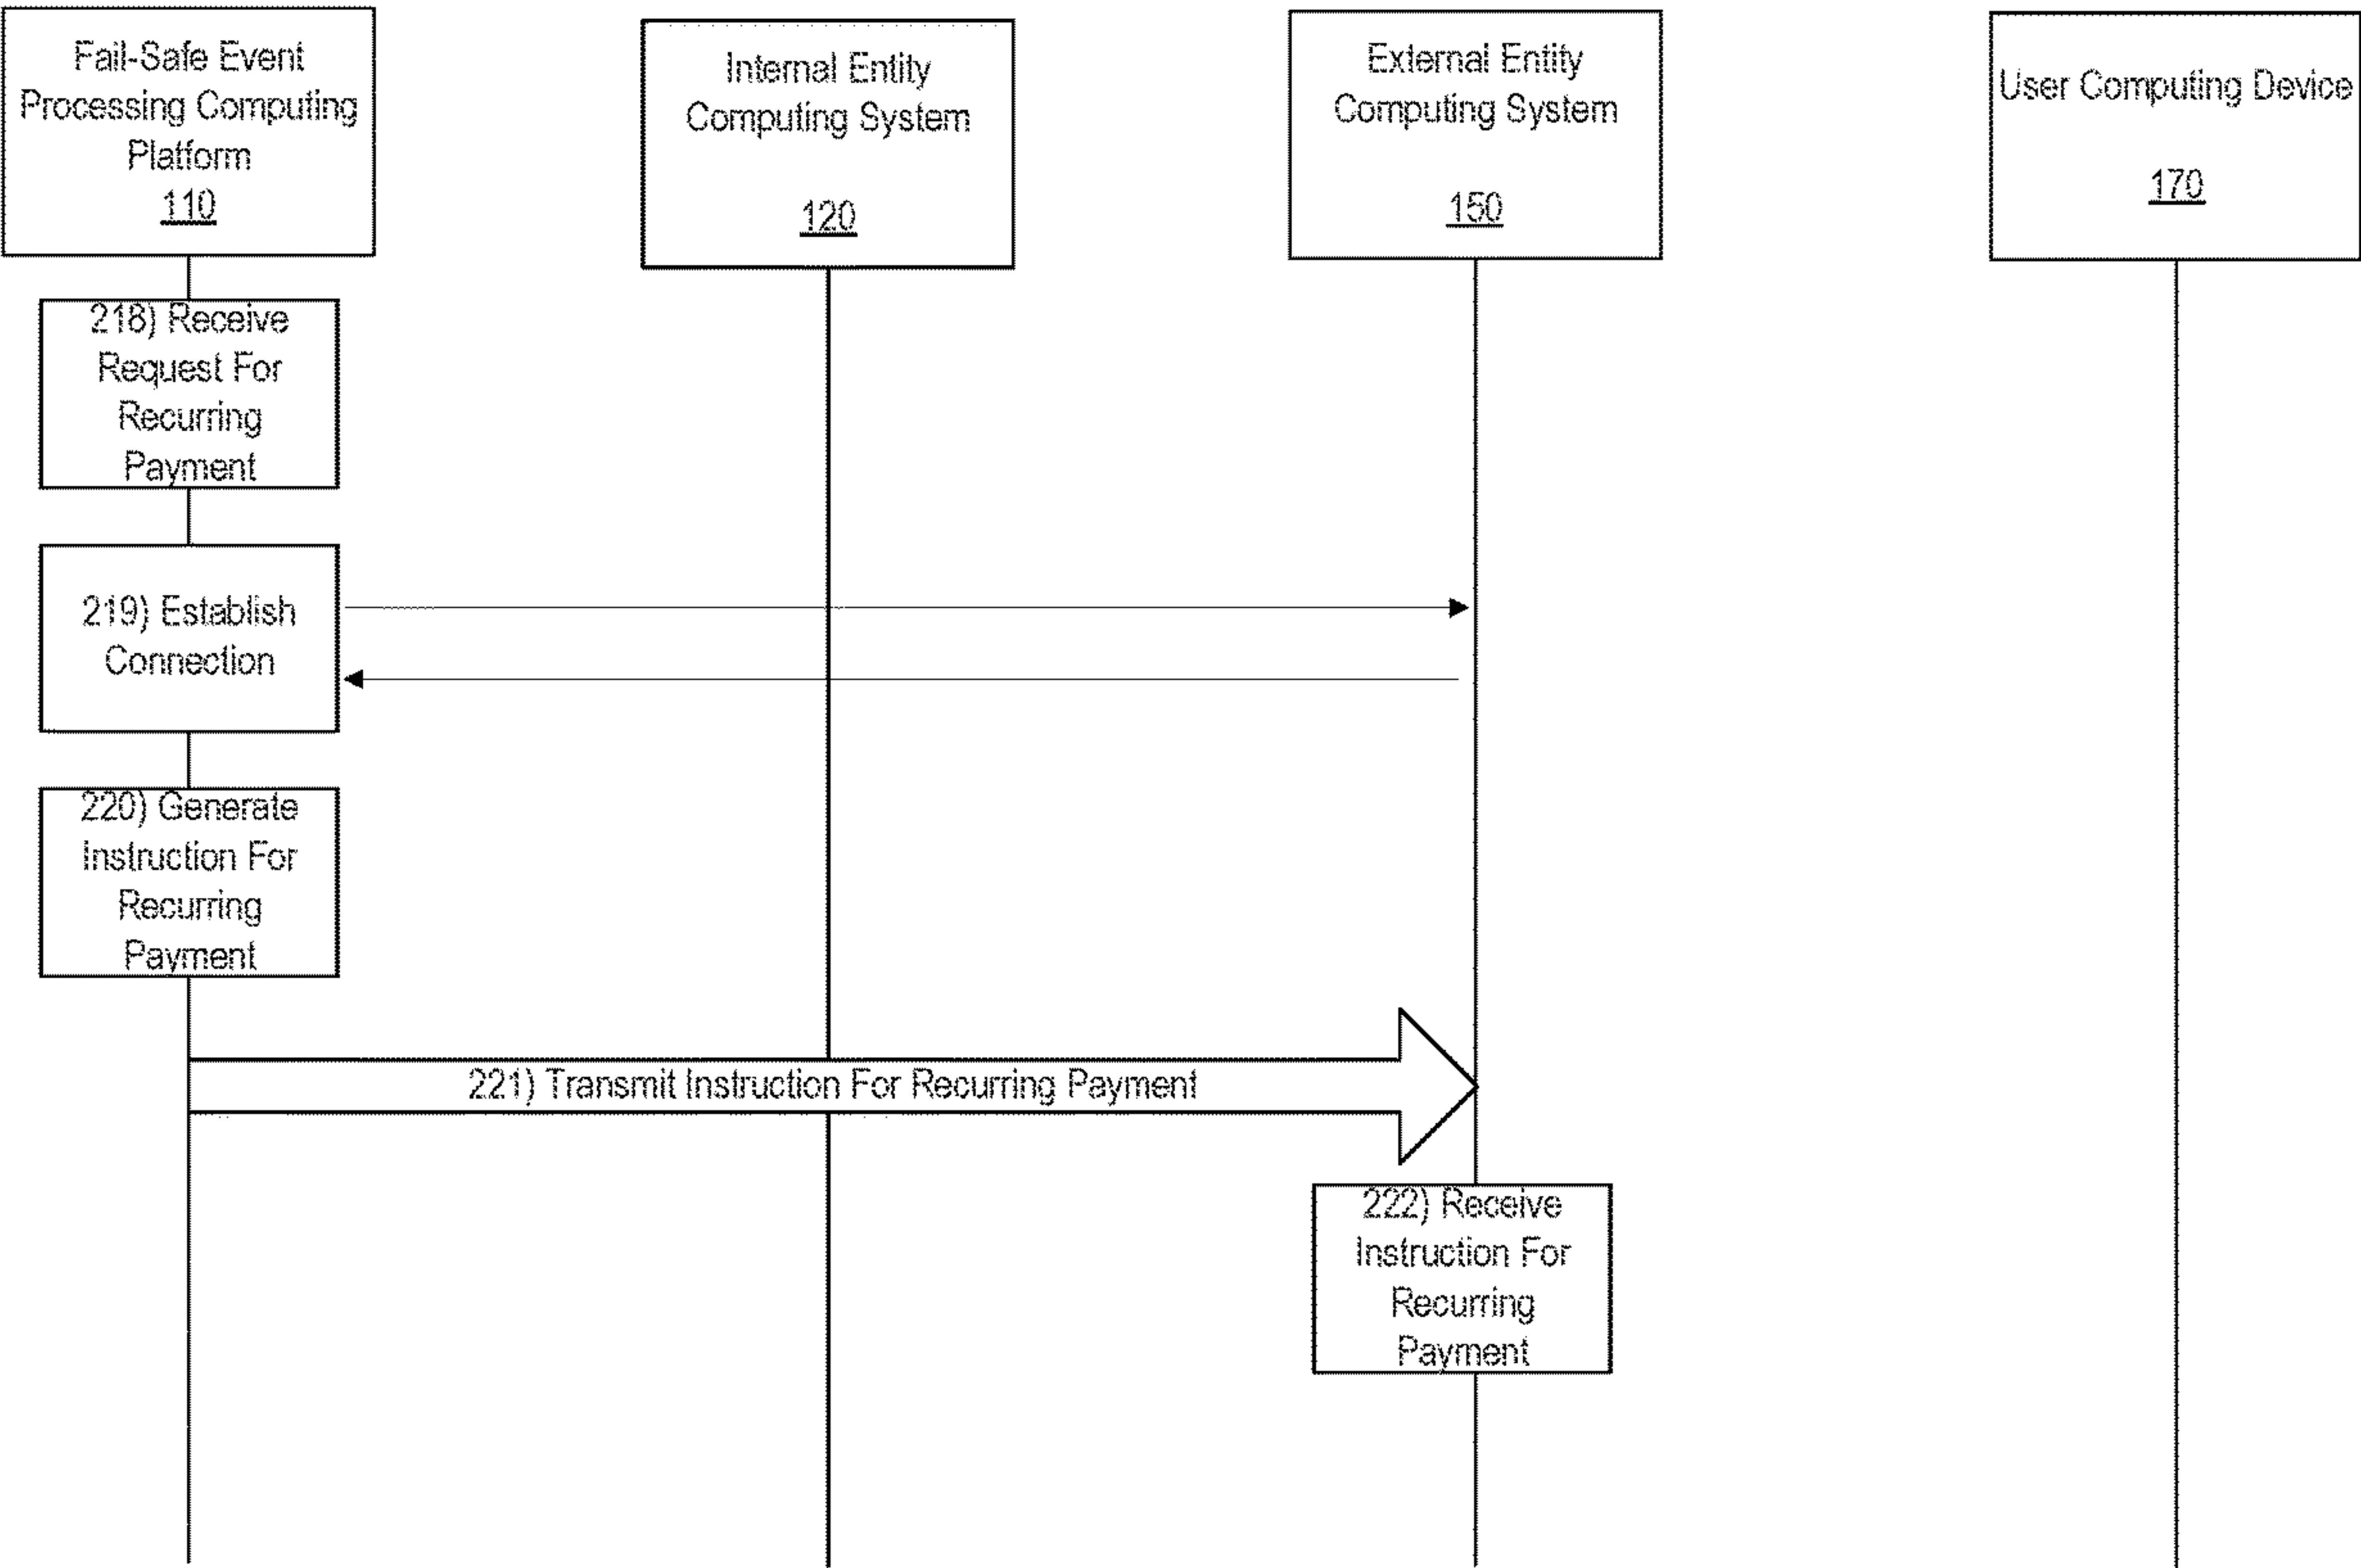 Fail-Safe Event
Processing Computing
Platform
110
Internal Entity
Computing System
120
External Entity
Computing System
150
User Computing Device
170
218) Receive
Request For
Recurring
Payment
219) Establish
Connection
220) Generate
Instruction For
Recurring
Payment
221) Transmit Instruction For Recurring Payment
222) Receive
Instruction For
Recurring
Payment